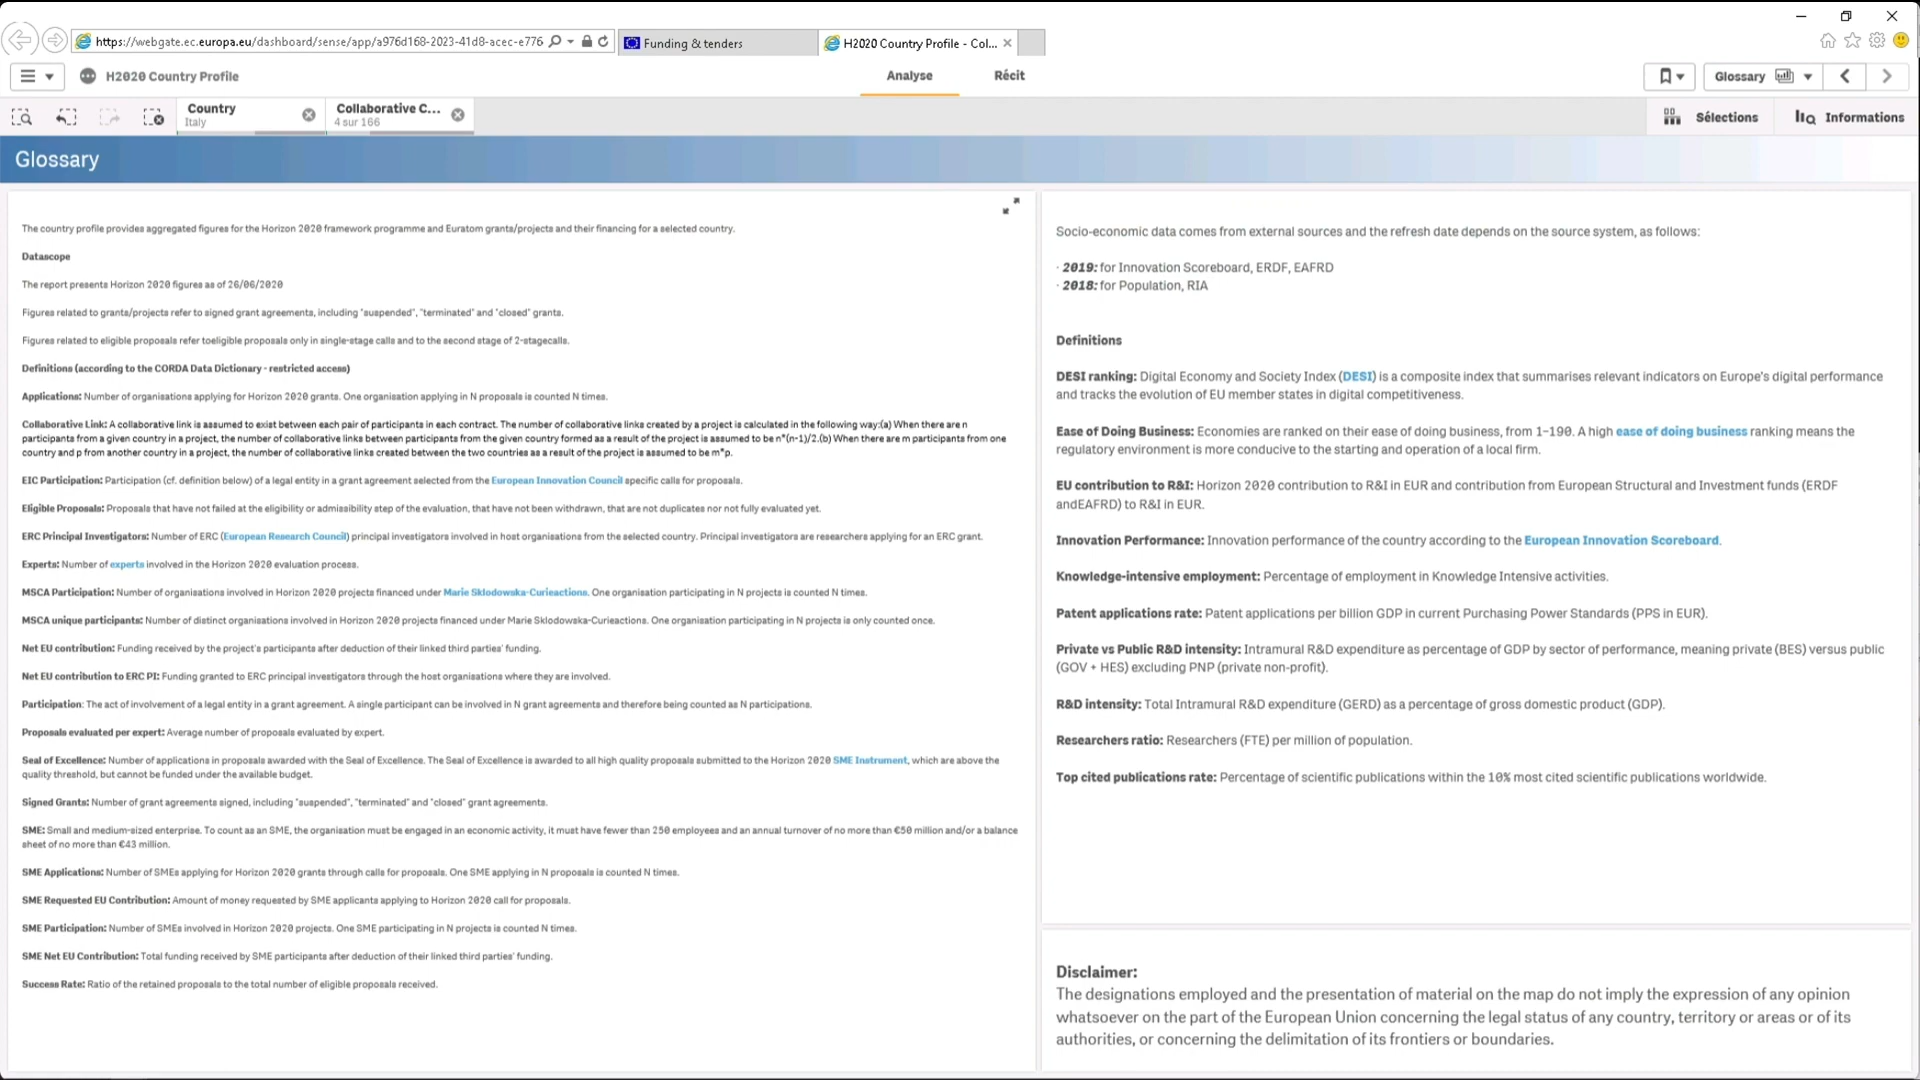 https://webgate.ec.europa.eu/dashboard/sense/app/a976d168-2023-41d8-acec-e776
Funding & tenders
H2020 Country Profile - Col...
H2020 Country Profile
Analyse
Récit
Glossary
Country
Italy
Collaborative C...
4 sur 166
Sélections
Informations
Glossary
The country profile provides aggregated figures for the Horizon 2020 framework programme and Euratom grants/projects and their financing for a selected country.
Datascope
The report presents Horizon 2020 figures as of 26/06/2020
Figures related to grants/projects refer to signed grant agreements, including "suspended", "terminated" and "closed" grants.
Figures related to eligible proposals refer toeligible proposals only in single-stage calls and to the second stage of 2-stagecalls.
Definitions (according to the CORDA Data Dictionary - restricted access)
Applications: Number of organisations applying for Horizon 2020 grants. One organisation applying in N proposals is counted N times.
Collaborative Link: A collaborative link is assumed to exist between each pair of participants in each contract. The number of collaborative links created by a project is calculated in the following way:(a) When there are n
participants from a given country in a project, the number of collaborative links between participants from the given country formed as a result of the project is assumed to be n*(n-1)/2.(b) When there are m participants from one
country and p from another country in a project, the number of collaborative links created between the two countries as a result of the project is assumed to be m*p.
EIC Participation: Participation (cf. definition below) of a legal entity in a grant agreement selected from the European Innovation Council specific calls for proposals.
Eligible Proposals: Proposals that have not failed at the eligibility or admissibility step of the evaluation, that have not been withdrawn, that are not duplicates nor not fully evaluated yet.
ERC Principal Investigators: Number of ERC (European Research Council) principal investigators involved in host organisations from the selected country. Principal investigators are researchers applying for an ERC grant.
Experts: Number of experts involved in the Horizon 2020 evaluation process.
MSCA Participation: Number of organisations involved in Horizon 2020 projects financed under Marie Sklodowska-Curieactions. One organisation participating in N projects is counted N times.
MSCA unique participants: Number of distinct organisations involved in Horizon 2020 projects financed under Marie Sklodowska-Curieactions. One organisation participating in N projects is only counted once.
Net EU contribution: Funding received by the project's participants after deduction of their linked third parties' funding.
Net EU contribution to ERC PI: Funding granted to ERC principal investigators through the host organisations where they are involved.
Participation: The act of involvement of a legal entity in a grant agreement. A single participant can be involved in N grant agreements and therefore being counted as N participations.
Proposals evaluated per expert: Average number of proposals evaluated by expert.
Seal of Excellence: Number of applications in proposals awarded with the Seal of Excellence. The Seal of Excellence is awarded to all high quality proposals submitted to the Horizon 2020 SME Instrument, which are above the
quality threshold, but cannot be funded under the available budget.
Signed Grants: Number of grant agreements signed, including "suspended", "terminated" and "closed" grant agreements.
SME: Small and medium-sized enterprise. To count as an SME, the organisation must be engaged in an economic activity, it must have fewer than 250 employees and an annual turnover of no more than €50 million and/or a balance
sheet of no more than €43 million.
SME Applications: Number of SMEs applying for Horizon 2020 grants through calls for proposals. One SME applying in N proposals is counted N times.
SME Requested EU Contribution: Amount of money requested by SME applicants applying to Horizon 2020 call for proposals.
SME Participation: Number of SMEs involved in Horizon 2020 projects. One SME participating in N projects is counted N times.
SME Net EU Contribution: Total funding received by SME participants after deduction of their linked third parties' funding.
Success Rate: Ratio of the retained proposals to the total number of eligible proposals received.
Socio-economic data comes from external sources and the refresh date depends on the source system, as follows:
· 2019: for Innovation Scoreboard, ERDF, EAFRD
· 2018: for Population, RIA
Definitions
DESI ranking: Digital Economy and Society Index (DESI) is a composite index that summarises relevant indicators on Europe's digital performance
and tracks the evolution of EU member states in digital competitiveness.
Ease of Doing Business: Economies are ranked on their ease of doing business, from 1-190. A high ease of doing business ranking means the
regulatory environment is more conducive to the starting and operation of a local firm.
EU contribution to R&I: Horizon 2020 contribution to R&I in EUR and contribution from European Structural and Investment funds (ERDF
andEAFRD) to R&I in EUR.
Innovation Performance: Innovation performance of the country according to the European Innovation Scoreboard.
Knowledge-intensive employment: Percentage of employment in Knowledge Intensive activities.
Patent applications rate: Patent applications per billion GDP in current Purchasing Power Standards (PPS in EUR).
Private vs Public R&D intensity: Intramural R&D expenditure as percentage of GDP by sector of performance, meaning private (BES) versus public
(GOV + HES) excluding PNP (private non-profit).
R&D intensity: Total Intramural R&D expenditure (GERD) as a percentage of gross domestic product (GDP).
Researchers ratio: Researchers (FTE) per million of population.
Top cited publications rate: Percentage of scientific publications within the 10% most cited scientific publications worldwide.
Disclaimer:
The designations employed and the presentation of material on the map do not imply the expression of any opinion
whatsoever on the part of the European Union concerning the legal status of any country, territory or areas or of its
authorities, or concerning the delimitation of its frontiers or boundaries.